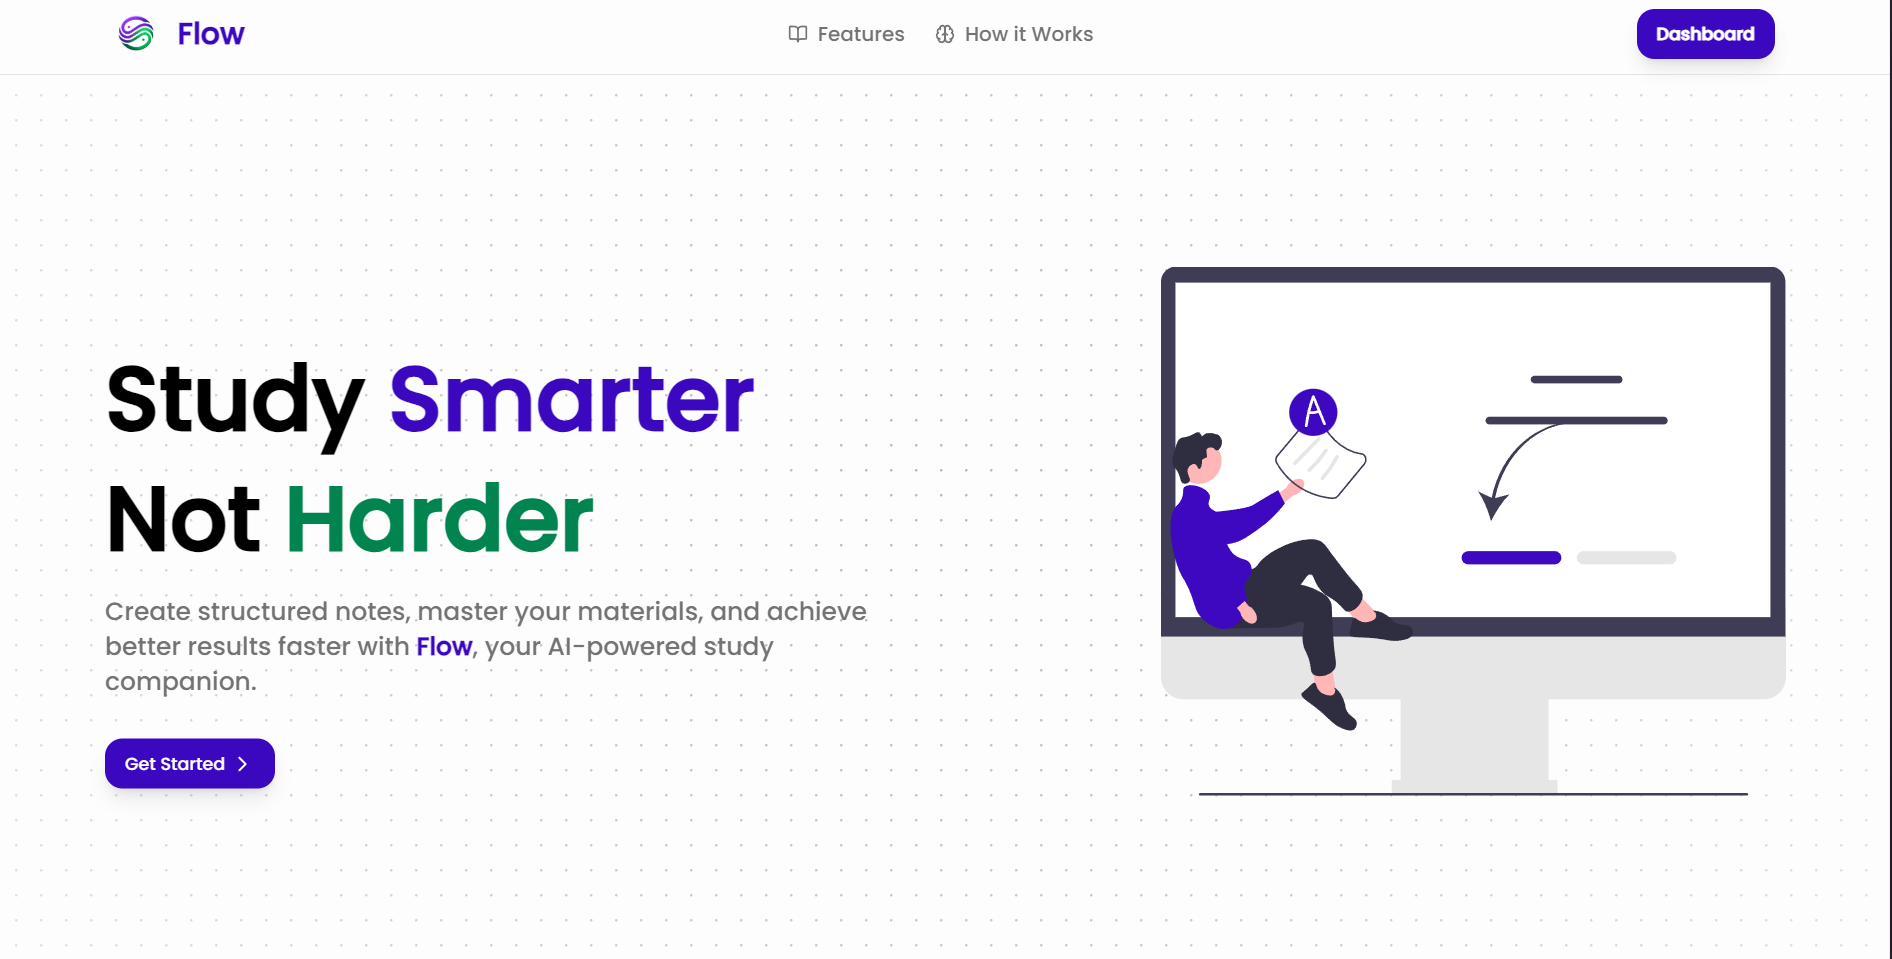 Flow
Features
How it Works
Dashboard
Study Smarter
Not Harder
Create structured notes, master your materials, and achieve
better results faster with Flow, your AI-powered study
companion.
Get Started
A